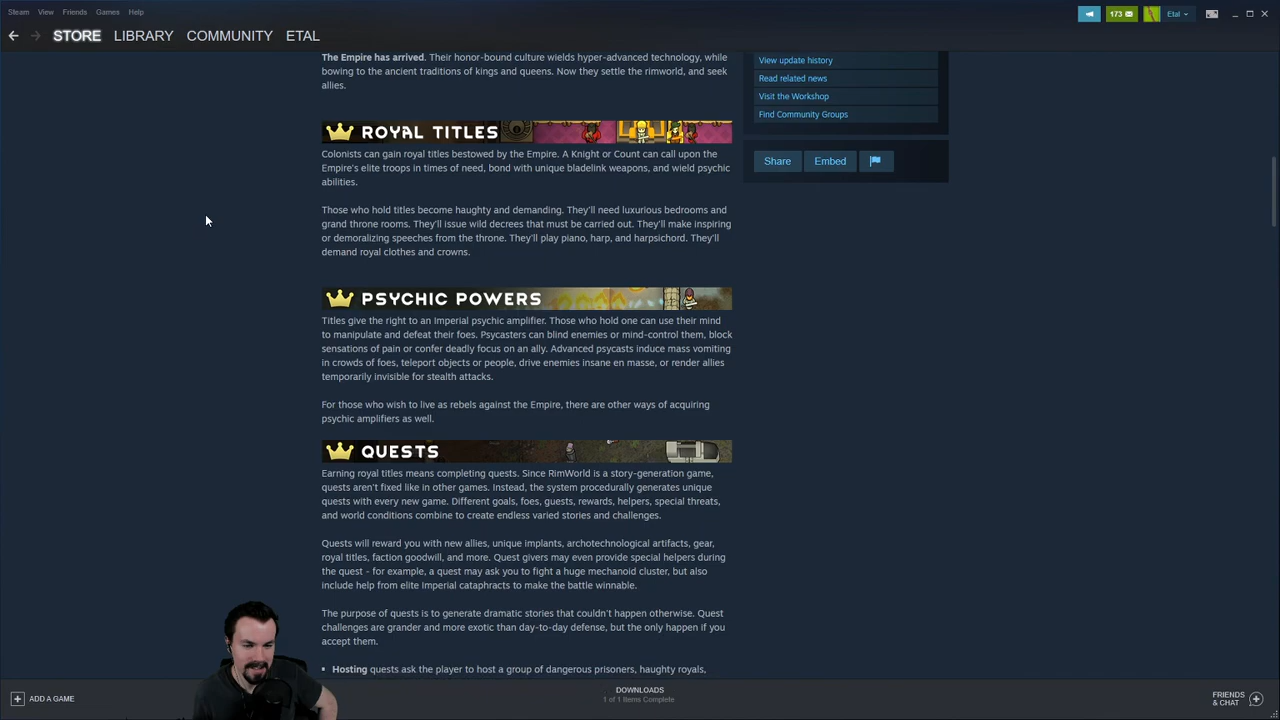 Steam View Friends Games Help
173 Etal
STORE LIBRARY COMMUNITY ETAL
The Empire has arrived. Their honor-bound culture wields hyper-advanced technology, while
bowing to the ancient traditions of kings and queens. Now they settle the rimworld, and seek
allies.
View update history
Read related news
Visit the Workshop
Find Community Groups
Share Embed
ROYAL TITLES
Colonists can gain royal titles bestowed by the Empire. A Knight or Count can call upon the
Empire's elite troops in times of need, bond with unique bladelink weapons, and wield psychic
abilities.
Those who hold titles become haughty and demanding. They'll need luxurious bedrooms and
grand throne rooms. They'll issue wild decrees that must be carried out. They'll make inspiring
or demoralizing speeches from the throne. They'll play piano, harp, and harpsichord. They'll
demand royal clothes and crowns.
PSYCHIC POWERS
Titles give the right to an Imperial psychic amplifier. Those who hold one can use their mind
to manipulate and defeat their foes. Psycasters can blind enemies or mind-control them, block
sensations of pain or confer deadly focus on an ally. Advanced psycasts induce mass vomiting
in crowds of foes, teleport objects or people, drive enemies insane en masse, or render allies
temporarily invisible for stealth attacks.
For those who wish to live as rebels against the Empire, there are other ways of acquiring
psychic amplifiers as well.
QUESTS
Earning royal titles means completing quests. Since RimWorld is a story-generation game,
quests aren't fixed like in other games. Instead, the system procedurally generates unique
quests with every new game. Different goals, foes, guests, rewards, helpers, special threats,
and world conditions combine to create endless varied stories and challenges.
Quests will reward you with new allies, unique implants, archotechnological artifacts, gear,
royal titles, faction goodwill, and more. Quest givers may even provide special helpers during
the quest - for example, a quest may ask you to fight a huge mechanoid cluster, but also
include help from elite Imperial cataphracts to make the battle winnable.
The purpose of quests is to generate dramatic stories that couldn't happen otherwise. Quest
challenges are grander and more exotic than day-to-day defense, but the only happen if you
accept them.
▪ Hosting quests ask the player to host a group of dangerous prisoners, haughty royals,
ADD A GAME
DOWNLOADS
1 of 1 Items Complete
FRIENDS
& CHAT